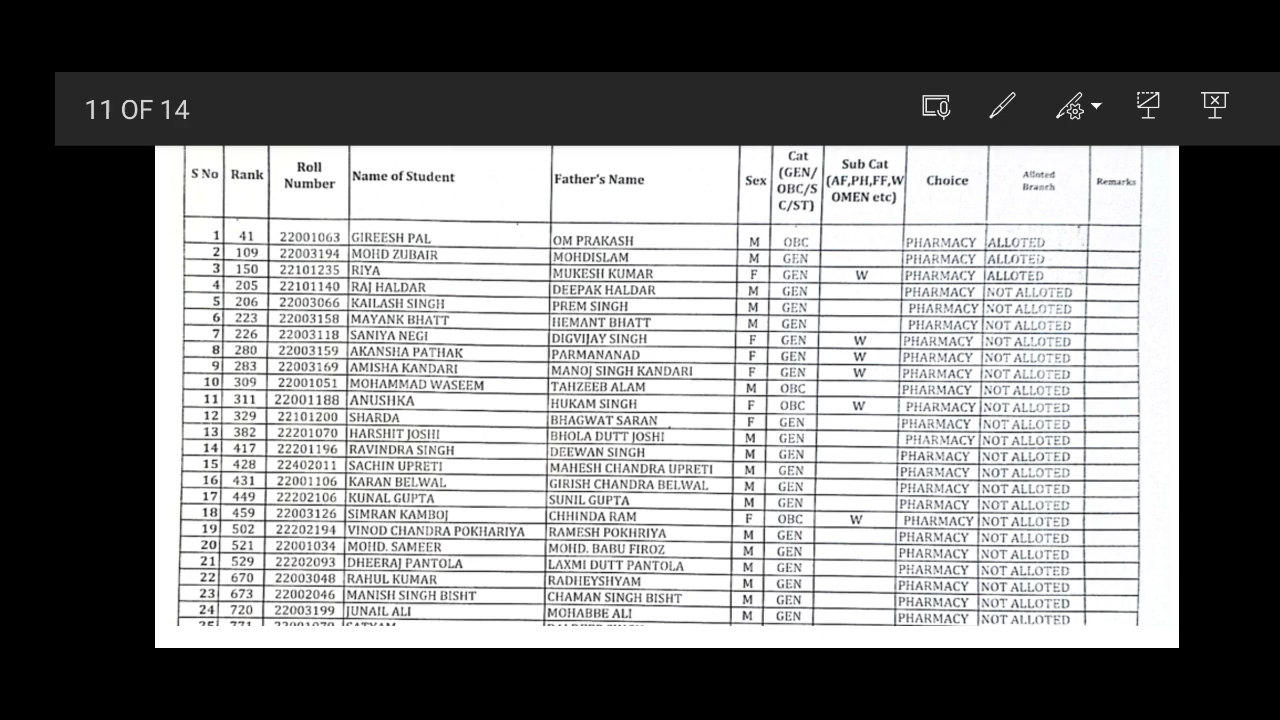 11 OF 14
S No Rank Roll Number Name of Student Father's Name Sex Cat (GEN/ OBC/S C/ST) Sub Cat (AF,PH,FF,W OMEN etc) Choice Alloted Branch Remarks
1 41 22001063 GIREESH PAL OM PRAKASH M OBC PHARMACY ALLOTED
2 109 22003194 MOHD ZUBAIR MOHDISLAM M GEN PHARMACY ALLOTED
3 150 22101235 RIYA MUKESH KUMAR F GEN W PHARMACY ALLOTED
4 205 22101140 RAJ HALDAR DEEPAK HALDAR M GEN PHARMACY NOT ALLOTED
5 206 22003066 KAILASH SINGH PREM SINGH M GEN PHARMACY NOT ALLOTED
6 223 22003158 MAYANK BHATT HEMANT BHATT M GEN PHARMACY NOT ALLOTED
7 226 22003118 SANIYA NEGI DIGVIJAY SINGH F GEN W PHARMACY NOT ALLOTED
8 280 22003159 AKANSHA PATHAK PARMANANAD F GEN W PHARMACY NOT ALLOTED
9 283 22003169 AMISHA KANDARI MANOJ SINGH KANDARI F GEN W PHARMACY NOT ALLOTED
10 309 22001051 MOHAMMAD WASEEM TAHZEEB ALAM M OBC PHARMACY NOT ALLOTED
11 311 22001188 ANUSHKA HUKAM SINGH F OBC W PHARMACY NOT ALLOTED
12 329 22101200 SHARDA BHAGWAT SARAN F GEN PHARMACY NOT ALLOTED
13 382 22201070 HARSHIT JOSHI BHOLA DUTT JOSHI M GEN PHARMACY NOT ALLOTED
14 417 22201196 RAVINDRA SINGH DEEWAN SINGH M GEN PHARMACY NOT ALLOTED
15 428 22402011 SACHIN UPRETI MAHESH CHANDRA UPRETI M GEN PHARMACY NOT ALLOTED
16 431 22001106 KARAN BELWAL GIRISH CHANDRA BELWAL M GEN PHARMACY NOT ALLOTED
17 449 22202106 KUNAL GUPTA SUNIL GUPTA M GEN PHARMACY NOT ALLOTED
18 459 22003126 SIMRAN KAMBOJ CHHINDA RAM F OBC W PHARMACY NOT ALLOTED
19 502 22202194 VINOD CHANDRA POKHARIYA RAMESH POKHRIYA M GEN PHARMACY NOT ALLOTED
20 521 22001034 MOHD. SAMEER MOHD. BABU FIROZ M GEN PHARMACY NOT ALLOTED
21 529 22202093 DHEERAJ PANTOLA LAXMI DUTT PANTOLA M GEN PHARMACY NOT ALLOTED
22 670 22003048 RAHUL KUMAR RADHEYSHYAM M GEN PHARMACY NOT ALLOTED
23 673 22002046 MANISH SINGH BISHT CHAMAN SINGH BISHT M GEN PHARMACY NOT ALLOTED
24 720 22003199 JUNAIL ALI MOHABBE ALI M GEN PHARMACY NOT ALLOTED